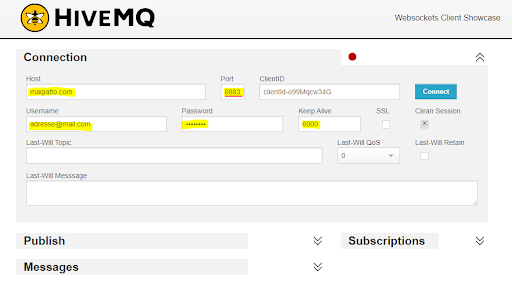 HIVEMQ
Websockets Client Showcase
Connection
Host Port ClientID
maqiatto.com 8883 clientId-o99Mqcw34G Connect
Username Password Keep Alive SSL Clean Session
adresse@mail.com •••••••• 6000
Last-Will Topic Last-Will QoS Last-Will Retain
0
Last-Will Messsage
Publish Subscriptions
Messages